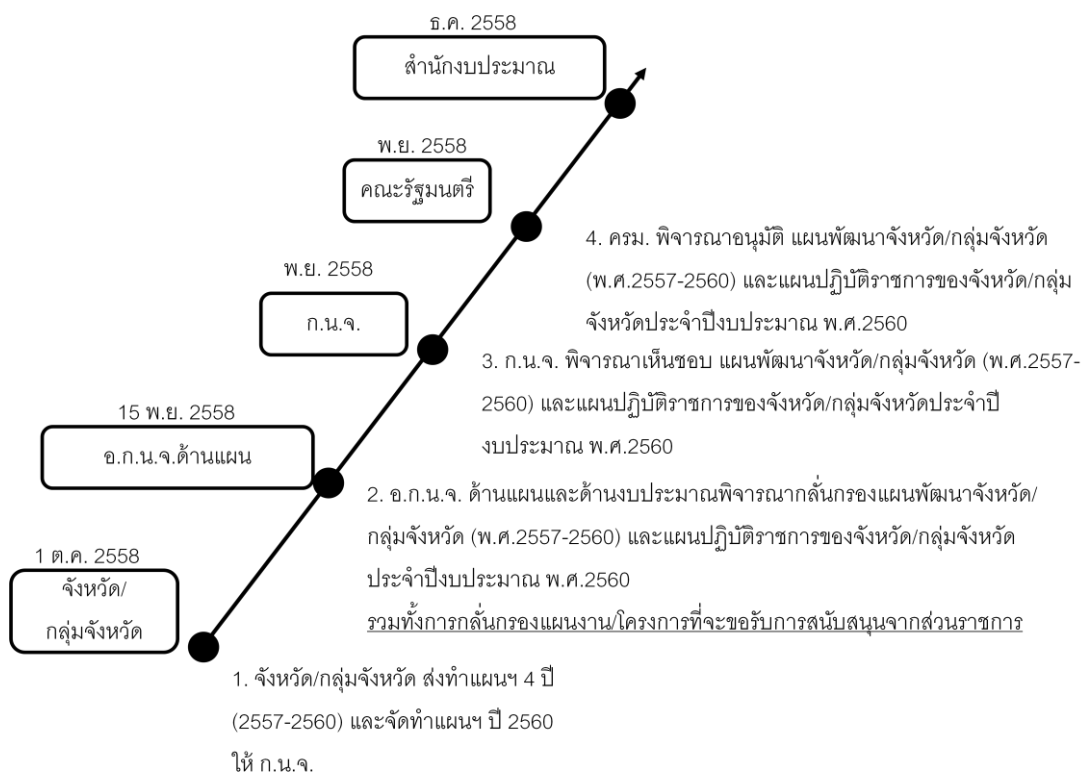 ธ.ค. 2558
สำนักงบประมาณ
พ.ย. 2558
คณะรัฐมนตรี
4. ครม. พิจารณาอนุมัติ แผนพัฒนาจังหวัด/กลุ่มจังหวัด
(พ.ศ.2557-2560) และแผนปฏิบัติราชการของจังหวัด/กลุ่ม
จังหวัดประจำปีงบประมาณ พ.ศ.2560
พ.ย. 2558
ก.น.จ.
3. ก.น.จ. พิจารณาเห็นชอบ แผนพัฒนาจังหวัด/กลุ่มจังหวัด (พ.ศ.2557-
2560) และแผนปฏิบัติราชการของจังหวัด/กลุ่มจังหวัดประจำปี
งบประมาณ พ.ศ.2560
15 พ.ย. 2558
อ.ก.น.จ.ด้านแผน
2. อ.ก.น.จ. ด้านแผนและด้านงบประมาณพิจารณากลั่นกรองแผนพัฒนาจังหวัด/
กลุ่มจังหวัด (พ.ศ.2557-2560) และแผนปฏิบัติราชการของจังหวัด/กลุ่มจังหวัด
ประจำปีงบประมาณ พ.ศ.2560
รวมทั้งการกลั่นกรองแผนงาน/โครงการที่จะขอรับการสนับสนุนจากส่วนราชการ
1 ต.ค. 2558
จังหวัด/
กลุ่มจังหวัด
1. จังหวัด/กลุ่มจังหวัด ส่งทำแผนฯ 4 ปี
(2557-2560) และจัดทำแผนฯ ปี 2560
ให้ ก.น.จ.